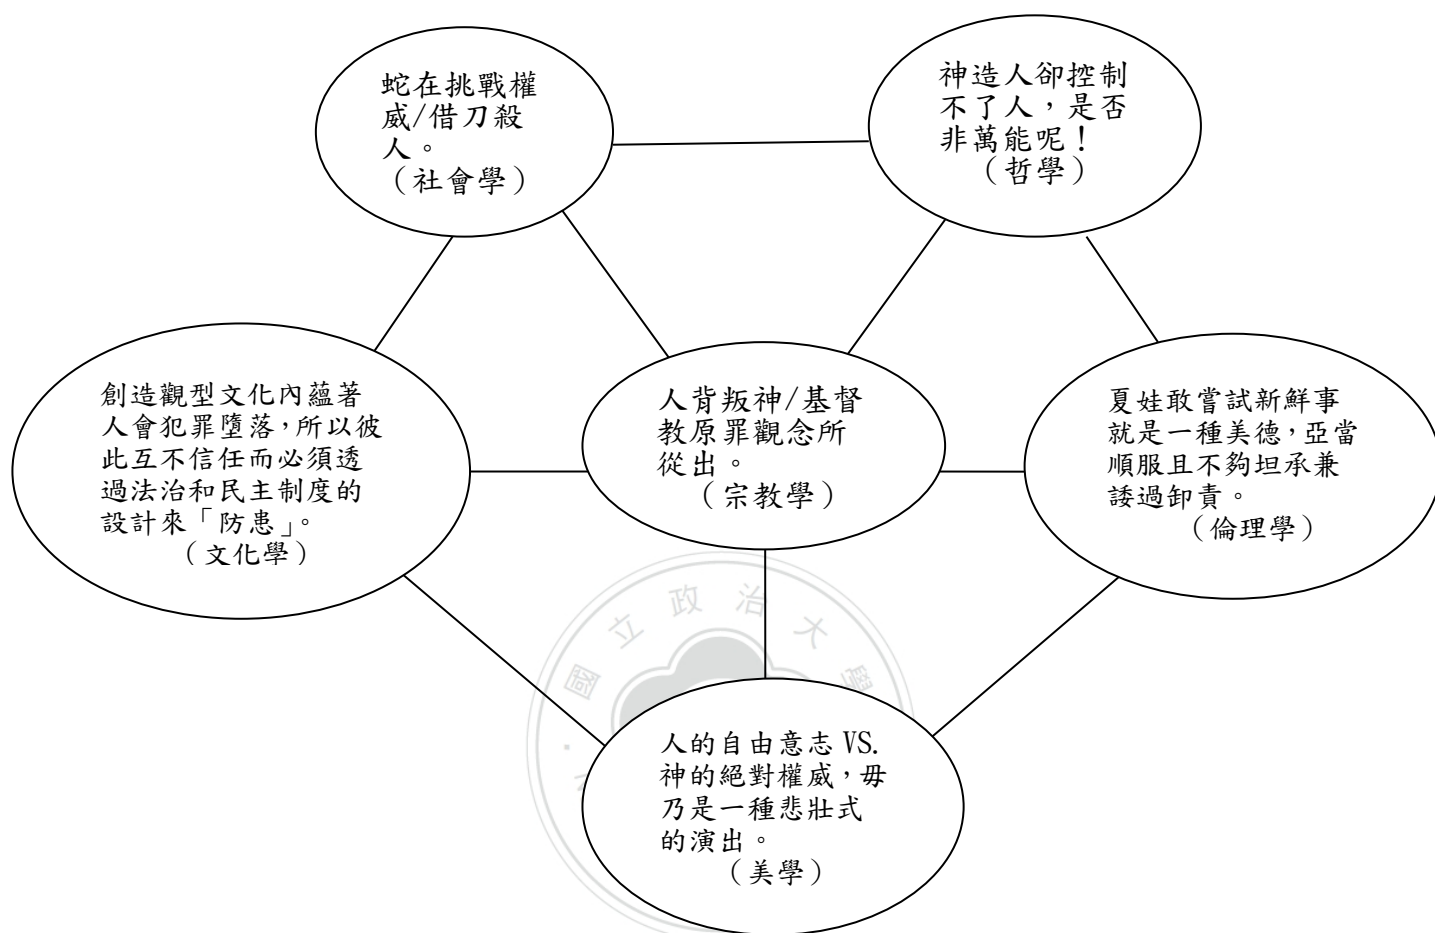 蛇在挑戰權
威/借刀殺
人。
（社會學）
神造人卻控制
不了人，是否
非萬能呢！
（哲學）
創造觀型文化內蘊著
人會犯罪墮落，所以彼
此互不信任而必須透
過法治和民主制度的
設計來「防患」。
（文化學）
人背叛神/基督
教原罪觀念所
從出。
（宗教學）
夏娃敢嘗試新鮮事
就是一種美德，亞當
順服且不夠坦承兼
諉過卸責。
（倫理學）
國立政治大學
人的自由意志 VS.
神的絕對權威，毋
乃是一種悲壯式
的演出。
（美學）